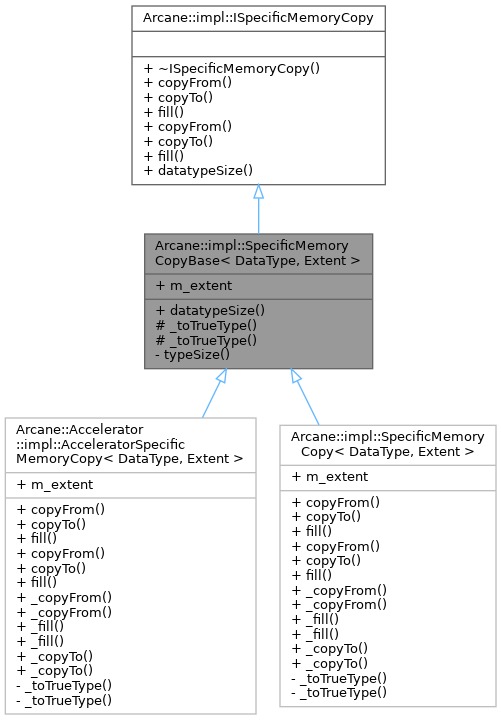 Arcane::impl::ISpecificMemoryCopy
+ ~ISpecificMemoryCopy()
+ copyFrom()
+ copyTo()
+ fill()
+ copyFrom()
+ copyTo()
+ fill()
+ datatypeSize()
Arcane::impl::SpecificMemory
CopyBase< DataType, Extent >
+ m_extent
+ datatypeSize()
# _toTrueType()
# _toTrueType()
- typeSize()
Arcane::Accelerator
::impl::AcceleratorSpecific
MemoryCopy< DataType, Extent >
+ m_extent
+ copyFrom()
+ copyTo()
+ fill()
+ copyFrom()
+ copyTo()
+ fill()
+ _copyFrom()
+ _copyFrom()
+ _fill()
+ _fill()
+ _copyTo()
+ _copyTo()
- _toTrueType()
- _toTrueType()
Arcane::impl::SpecificMemory
Copy< DataType, Extent >
+ m_extent
+ copyFrom()
+ copyTo()
+ fill()
+ copyFrom()
+ copyTo()
+ fill()
+ _copyFrom()
+ _copyFrom()
+ _fill()
+ _fill()
+ _copyTo()
+ _copyTo()
- _toTrueType()
- _toTrueType()